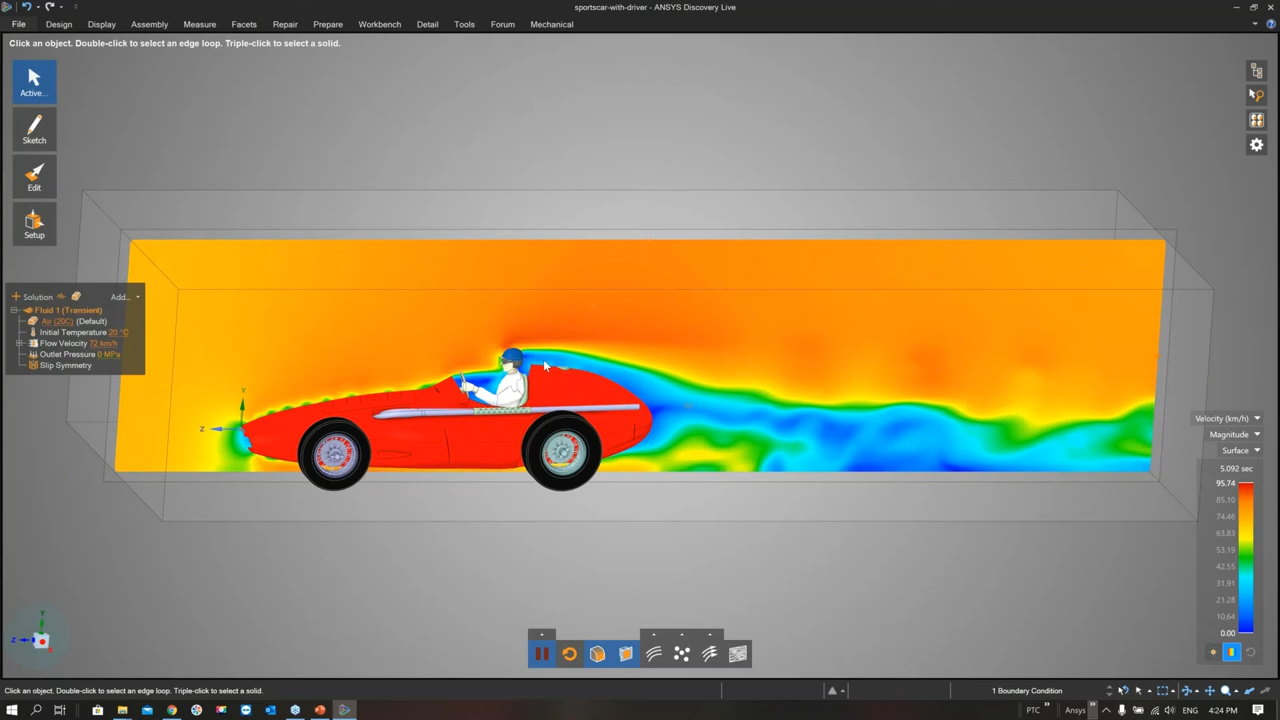 sportscar-with-driver - ANSYS Discovery Live
File Design Display Assembly Measure Facets Repair Prepare Workbench Detail Tools Forum Mechanical
Click an object. Double-click to select an edge loop. Triple-click to select a solid.
Active...
Sketch
Edit
Setup
Solution Add...
Fluid 1 (Transient)
Air (20C) (Default)
Initial Temperature 20 °C
Flow Velocity 72 km/h
Outlet Pressure 0 MPa
Slip Symmetry
Y
Z
Velocity (km/h)
Magnitude
Surface
5.092 sec
95.74
85.10
74.46
63.83
53.19
42.55
31.91
21.28
10.64
0.00
Y
Z
X
Click an object. Double-click to select an edge loop. Triple-click to select a solid.
1 Boundary Condition
PTC Ansys ENG 4:24 PM